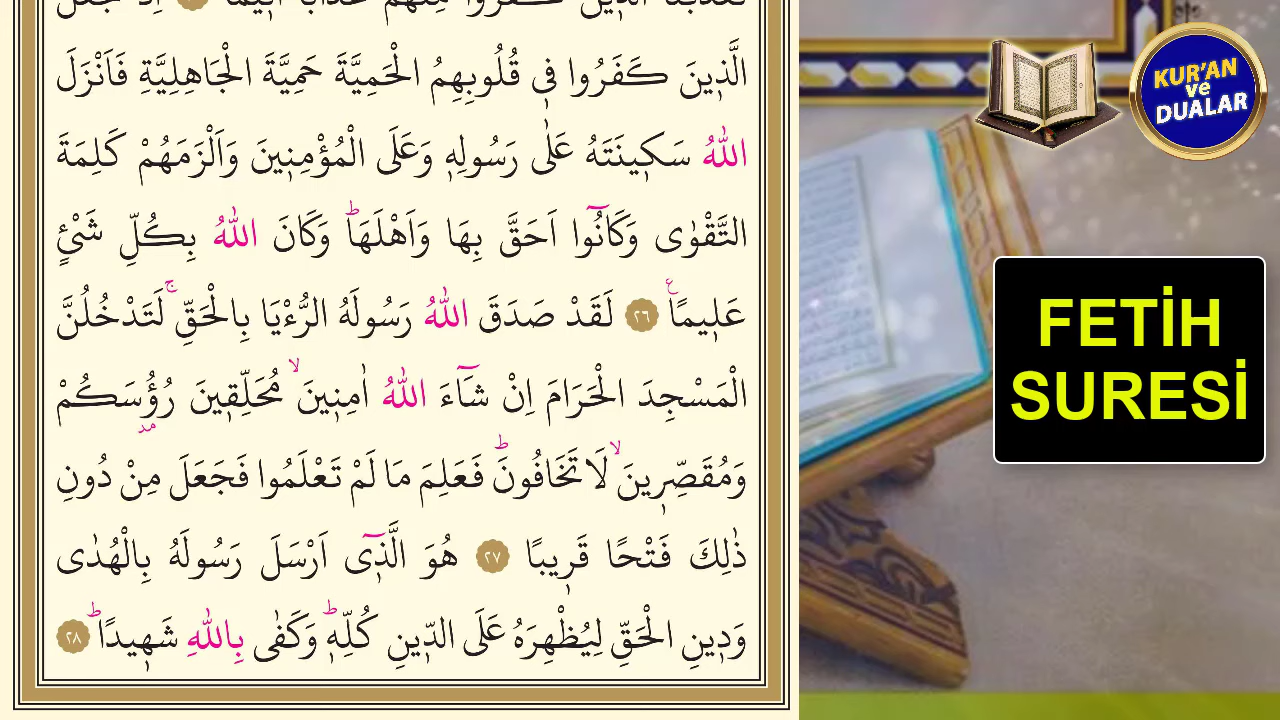 الَّذ۪ينَ كَفَرُوا ف۪ي قُلُوبِهِمُ الْحَمِيَّةَ حَمِيَّةَ الْجَاهِلِيَّةِ فَاَنْزَلَ
اللّٰهُ سَك۪ينَتَهُ عَلٰى رَسُولِه۪ وَعَلَى الْمُؤْمِن۪ينَ وَاَلْزَمَهُمْ كَلِمَةَ
التَّقْوٰى وَكَانُٓوا اَحَقَّ بِهَا وَاَهْلَهَاۜ وَكَانَ اللّٰهُ بِكُلِّ شَيْءٍ
عَل۪يمًا ﴿٢٦﴾ لَقَدْ صَدَقَ اللّٰهُ رَسُولَهُ الرُّءْيَا بِالْحَقِّۚ لَتَدْخُلُنَّ
الْمَسْجِدَ الْحَرَامَ اِنْ شَٓاءَ اللّٰهُ اٰمِن۪ينَۙ مُحَلِّق۪ينَ رُؤُ۫سَكُمْ
وَمُقَصِّر۪ينَۙ لَا تَخَافُونَۜ فَعَلِمَ مَا لَمْ تَعْلَمُوا فَجَعَلَ مِنْ دُونِ
ذٰلِكَ فَتْحًا قَر۪يبًا ﴿٢٧﴾ هُوَ الَّذ۪ٓي اَرْسَلَ رَسُولَهُ بِالْهُدٰى
وَد۪ينِ الْحَقِّ لِيُظْهِرَهُ عَلَى الدّ۪ينِ كُلِّه۪ۜ وَكَفٰى بِاللّٰهِ شَه۪يدًاۜ ﴿٢٨﴾
KUR'AN
ve
DUALAR
FETİH
SURESİ